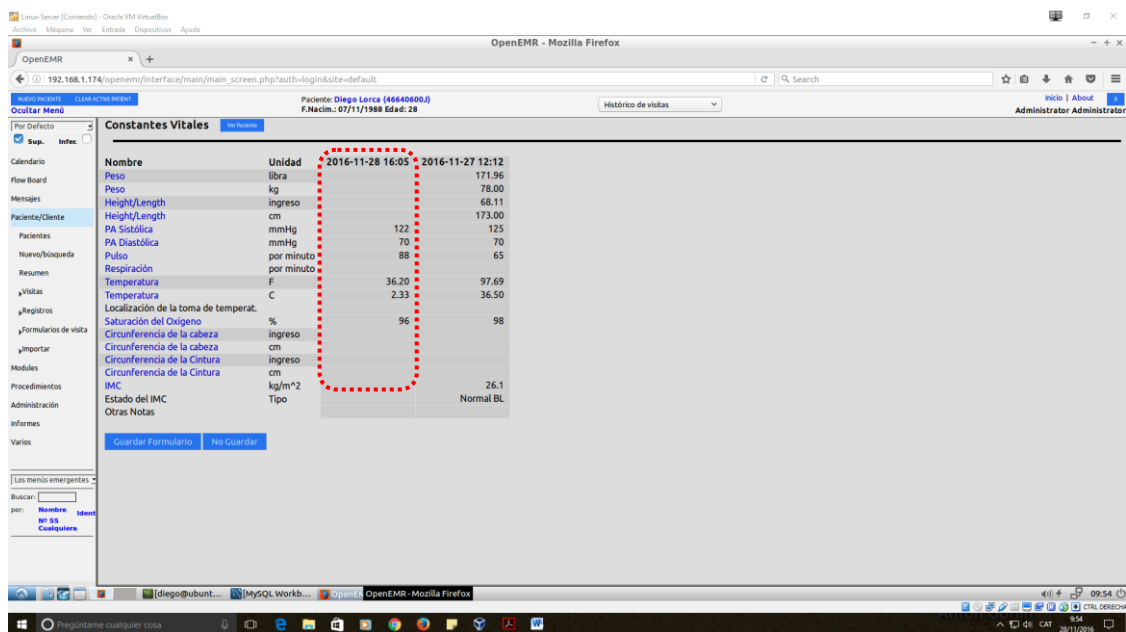 Linux-Server [Corriendo] - Oracle VM VirtualBox
Archivo Máquina Ver Entrada Dispositivos Ayuda
OpenEMR - Mozilla Firefox
OpenEMR
192.168.1.174/openemr/interface/main/main_screen.php?auth=login&site=default
Search
NUEVO PACIENTE CLEAR ACTIVE PATIENT
Ocultar Menú
Paciente: Diego Lorca (46640600J)
F.Nacim.: 07/11/1988 Edad: 28
Histórico de visitas
Inicio | About X
Administrator Administrator
Por Defecto
Sup. Infer.
Constantes Vitales Ver Paciente
Calendario
Flow Board
Mensajes
Paciente/Cliente
Pacientes
Nuevo/búsqueda
Resumen
Visitas
Registros
Formularios de visita
Importar
Modules
Procedimientos
Administración
Informes
Varios
Los menús emergentes
Buscar:
por: Nombre Ident
Nº SS
Cualquiera
Nombre Unidad 2016-11-28 16:05 2016-11-27 12:12
Peso libra 171.96
Peso kg 78.00
Height/Length ingreso 68.11
Height/Length cm 173.00
PA Sistólica mmHg 122 125
PA Diastólica mmHg 70 70
Pulso por minuto 88 65
Respiración por minuto
Temperatura F 36.20 97.69
Temperatura C 2.33 36.50
Localización de la toma de temperat.
Saturación del Oxígeno % 96 98
Circunferencia de la cabeza ingreso
Circunferencia de la cabeza cm
Circunferencia de la Cintura ingreso
Circunferencia de la Cintura cm
IMC kg/m^2 26.1
Estado del IMC Tipo Normal BL
Otras Notas
Guardar Formulario No Guardar
[diego@ubunt... [MySQL Workb... OpenEMR - Mozilla Firefox
09:54
CTRL DERECHA
Pregúntame cualquier cosa
CAT
9:54
28/11/2016